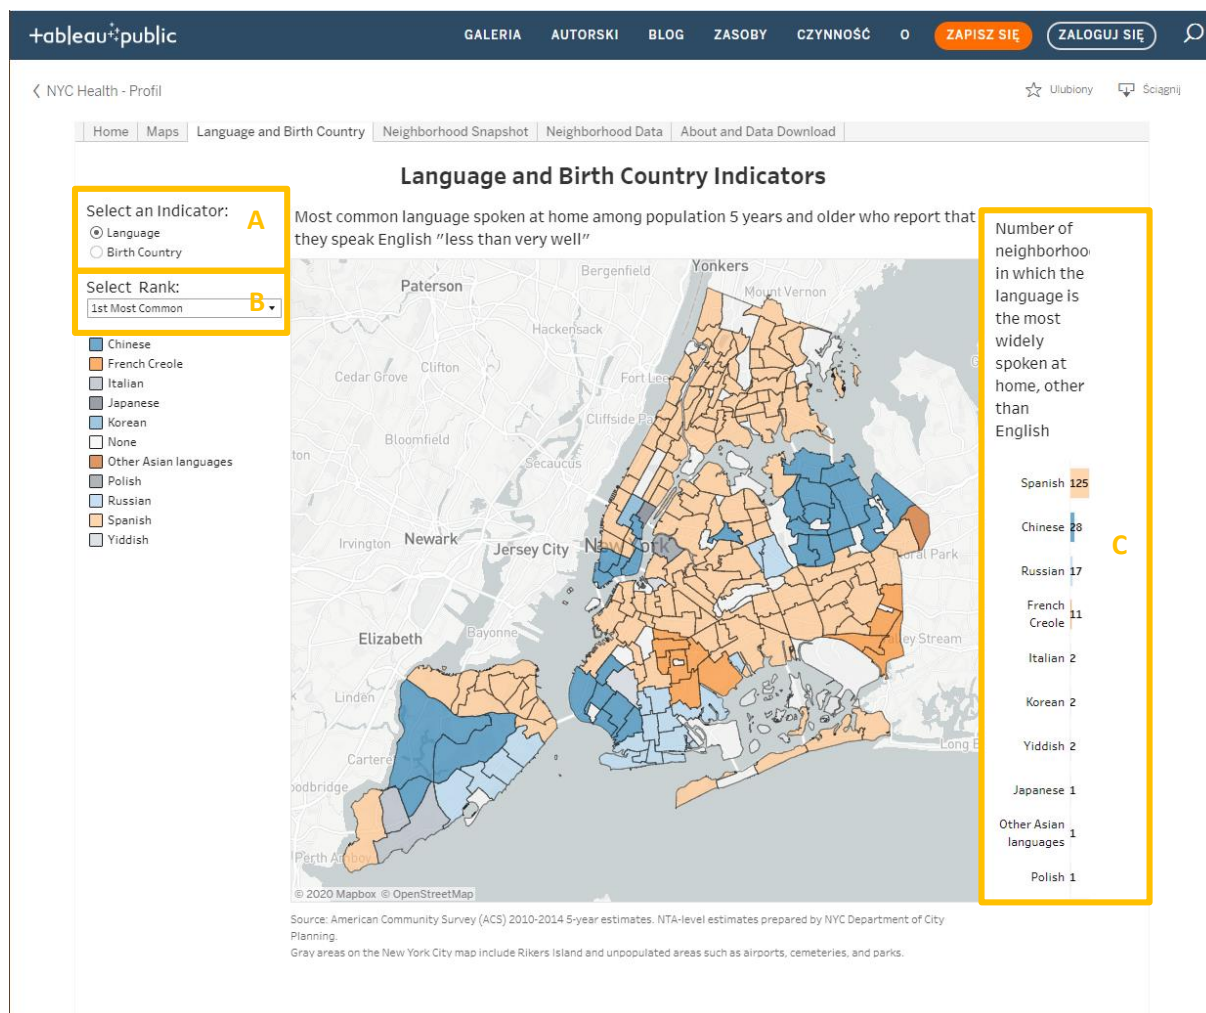 +ab|eau public
GALERIA AUTORSKI BLOG ZASOBY CZYNNOŚĆ O ZAPISZ SIĘ ZALOGUJ SIĘ
NYC Health - Profil
Ulubiony Ściągnij
Home Maps Language and Birth Country Neighborhood Snapshot Neighborhood Data About and Data Download
Language and Birth Country Indicators
Select an Indicator:
Language
Birth Country
A
Select Rank:
1st Most Common
B
Chinese
French Creole
Italian
Japanese
Korean
None
Other Asian languages
Polish
Russian
Spanish
Yiddish
Most common language spoken at home among population 5 years and older who report that
they speak English "less than very well"
Bergenfield
Yonkers
Paterson
Mount Vernon
Hackensack
Clifton
Cedar Grove
Fort Lee
Cliffside
Bloomfield
Secaucus
Irvington
Newark
Jersey City
New York
Elizabeth
Bayonne
ley Stream
Linden
Carteret
odbridge
Perth Amboy
Long B
© 2020 Mapbox © OpenStreetMap
Number of
neighborhoo
in which the
language is
the most
widely
spoken at
home, other
than
English
Spanish 125
Chinese 28
C
Russian 17
French
Creole 11
Italian 2
Korean 2
Yiddish 2
Japanese 1
Other Asian
languages 1
Polish 1
Source: American Community Survey (ACS) 2010-2014 5-year estimates. NTA-level estimates prepared by NYC Department of City
Planning.
Gray areas on the New York City map include Rikers Island and unpopulated areas such as airports, cemeteries, and parks.